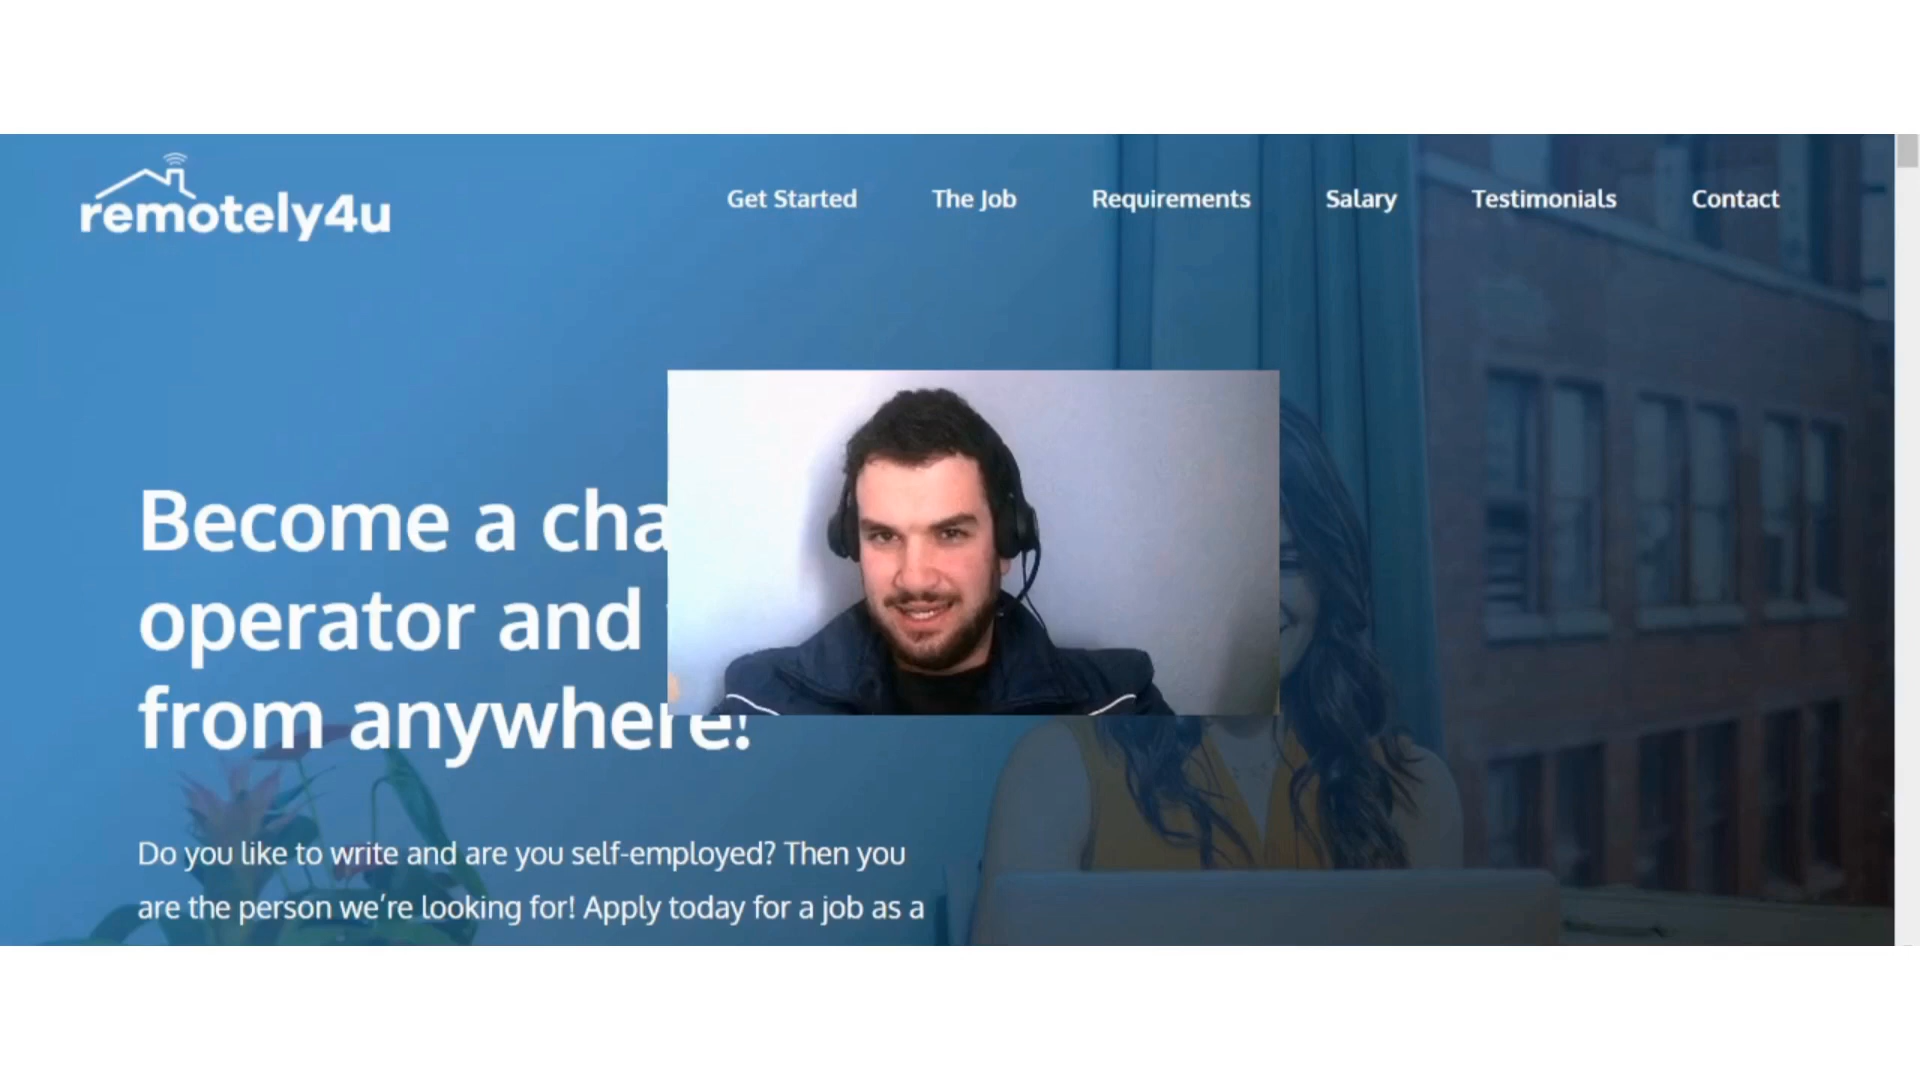 remotely4u
Get Started
The Job
Requirements
Salary
Testimonials
Contact
Become a
operator and
from anywhere!
Do you like to write and are you self-employed? Then you
are the person we’re looking for! Apply today for a job as a